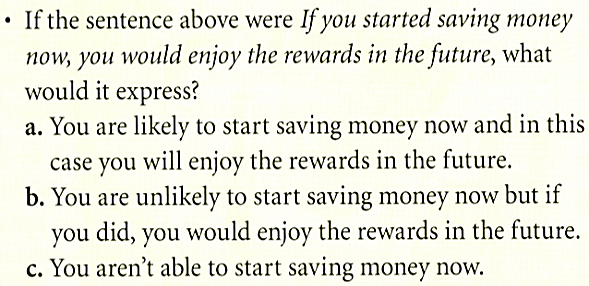 • If the sentence above were If you started saving money
now, you would enjoy the rewards in the future, what
would it express?
a. You are likely to start saving money now and in this
case you will enjoy the rewards in the future.
b. You are unlikely to start saving money now but if
you did, you would enjoy the rewards in the future.
c. You aren't able to start saving money now.